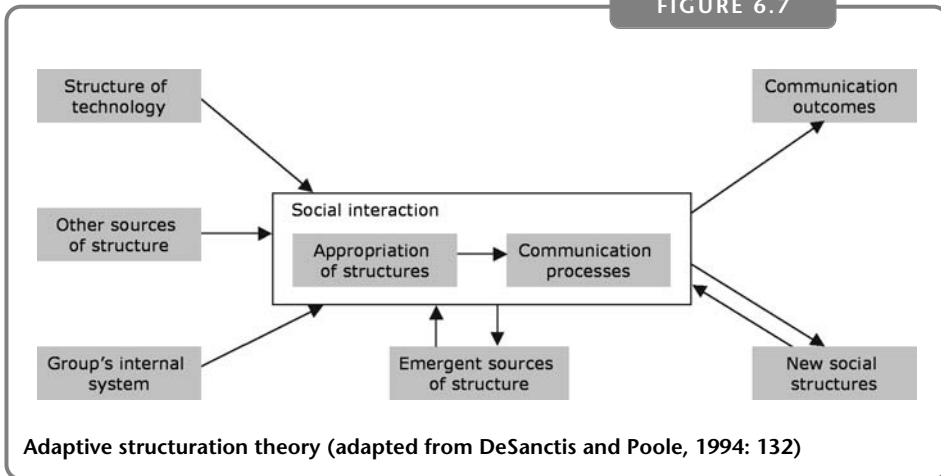 FIGURE 6.7
Structure of
technology
Communication
outcomes
Social interaction
Other sources
of structure
Appropriation
of structures
Communication
processes
Group's internal
system
Emergent sources
of structure
New social
structures
Adaptive structuration theory (adapted from DeSanctis and Poole, 1994: 132)